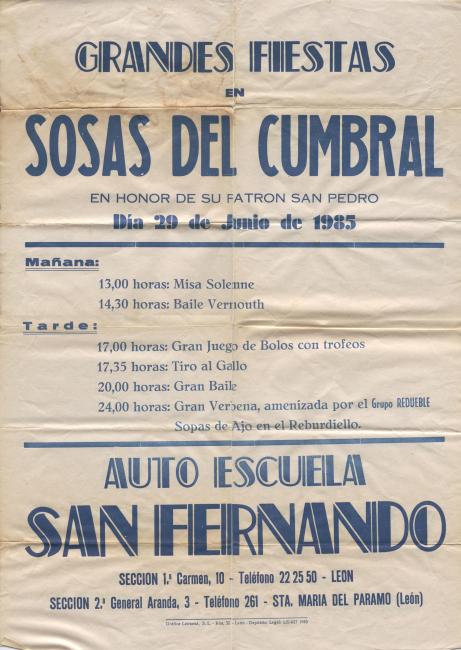 GRANDES FIESTAS
EN
SOSAS DEL CUMBRAL
EN HONOR DE SU PATRON SAN PEDRO
Día 29 de Junio de 1985
Mañana:
13,00 horas: Misa Solenne
14,30 horas: Baile Vermouth
Tarde:
17,00 horas: Gran Juego de Bolos con trofeos
17,35 horas: Tiro al Gallo
20,00 horas: Gran Baile
24,00 horas: Gran Verbena, amenizada por el Grupo REDUEBLE
Sopas de Ajo en el Reburdiello.
AUTO ESCUELA
SAN FERNANDO
SECCION 1.ª Carmen, 10 - Teléfono 22 25 50 - LEON
SECCION 2.ª General Aranda, 3 - Teléfono 261 - STA. MARIA DEL PARAMO (León)